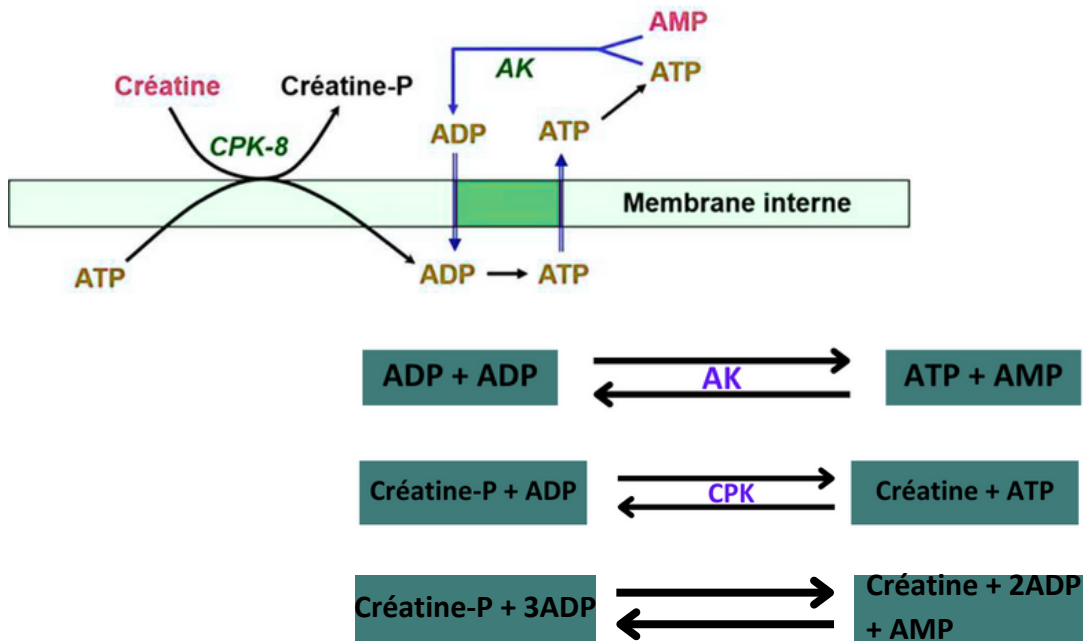 AMP
AK
ATP
Créatine
Créatine-P
CPK-8
ADP
ATP
Membrane interne
ATP
ADP
ATP
ADP + ADP
AK
ATP + AMP
Créatine-P + ADP
CPK
Créatine + ATP
Créatine-P + 3ADP
Créatine + 2ADP
+ AMP